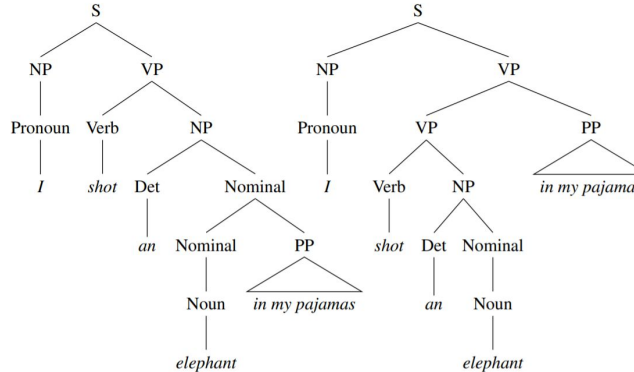 S S
NP VP NP VP
Pronoun Verb NP Pronoun VP PP
I shot Det Nominal I Verb NP in my pajama
an Nominal PP shot Det Nominal
Noun in my pajamas an Noun
elephant elephant